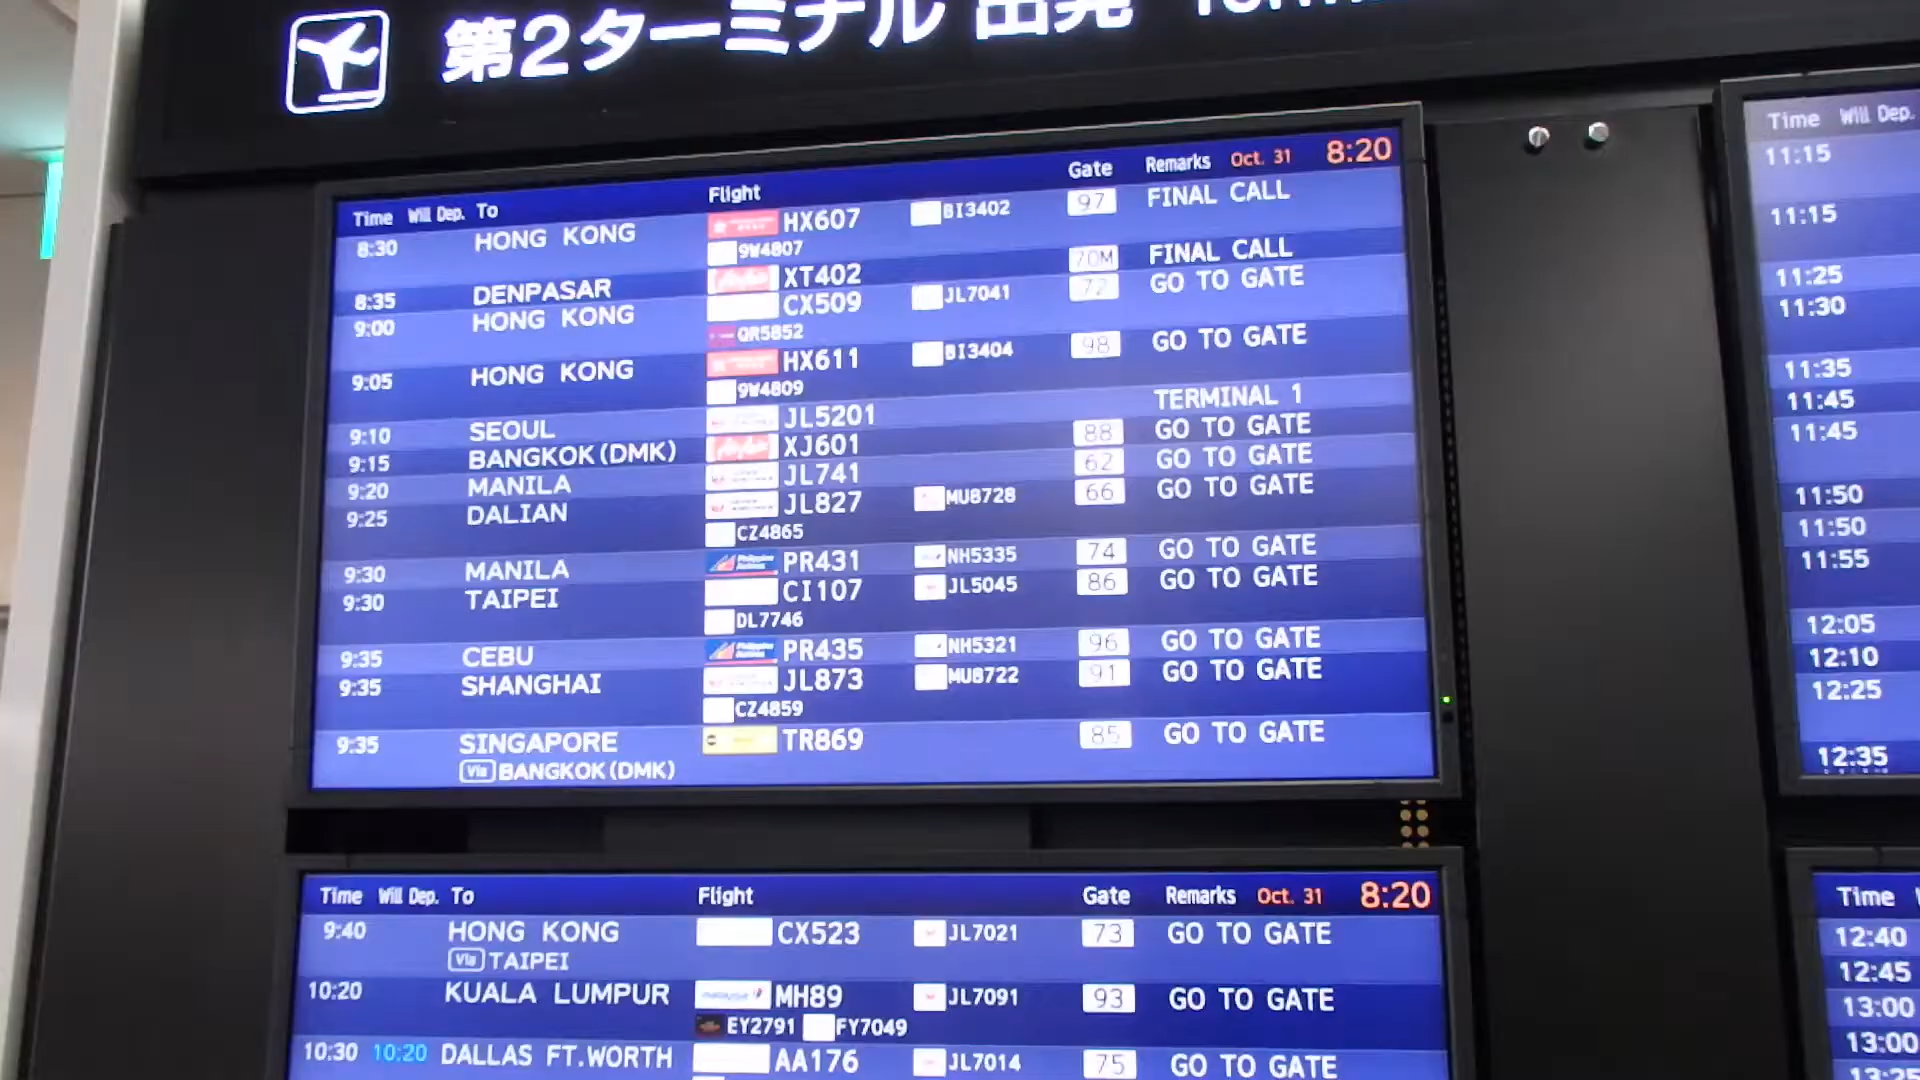 第2ターミナル 出発
Time Will Dep. To Flight Gate Remarks Oct. 31 8:20
8:30 HONG KONG HX607 BI3402 97 FINAL CALL
9W4807
8:35 DENPASAR XT402 70M FINAL CALL
9:00 HONG KONG CX509 JL7041 72 GO TO GATE
QR5852
9:05 HONG KONG HX611 BI3404 98 GO TO GATE
9W4809
9:10 SEOUL JL5201 TERMINAL 1
9:15 BANGKOK(DMK) XJ601 88 GO TO GATE
9:20 MANILA JL741 62 GO TO GATE
9:25 DALIAN JL827 MU8728 66 GO TO GATE
CZ4865
9:30 MANILA Philippine Airlines PR431 NH5335 74 GO TO GATE
9:30 TAIPEI CI107 JL5045 86 GO TO GATE
DL7746
9:35 CEBU Philippine Airlines PR435 NH5321 96 GO TO GATE
9:35 SHANGHAI JL873 MU8722 91 GO TO GATE
CZ4859
9:35 SINGAPORE TR869 85 GO TO GATE
Via BANGKOK(DMK)
Time Will Dep. To Flight Gate Remarks Oct. 31 8:20
9:40 HONG KONG CX523 JL7021 73 GO TO GATE
Via TAIPEI
10:20 KUALA LUMPUR malaysia MH89 JL7091 93 GO TO GATE
EY2791 FY7049
10:30 10:20 DALLAS FT.WORTH AA176 JL7014 75 GO TO GATE
Time Will Dep.
11:15
11:15
11:25
11:30
11:35
11:45
11:45
11:50
11:50
11:55
12:05
12:10
12:25
12:35
Time
12:40
12:45
13:00
13:00
13:25